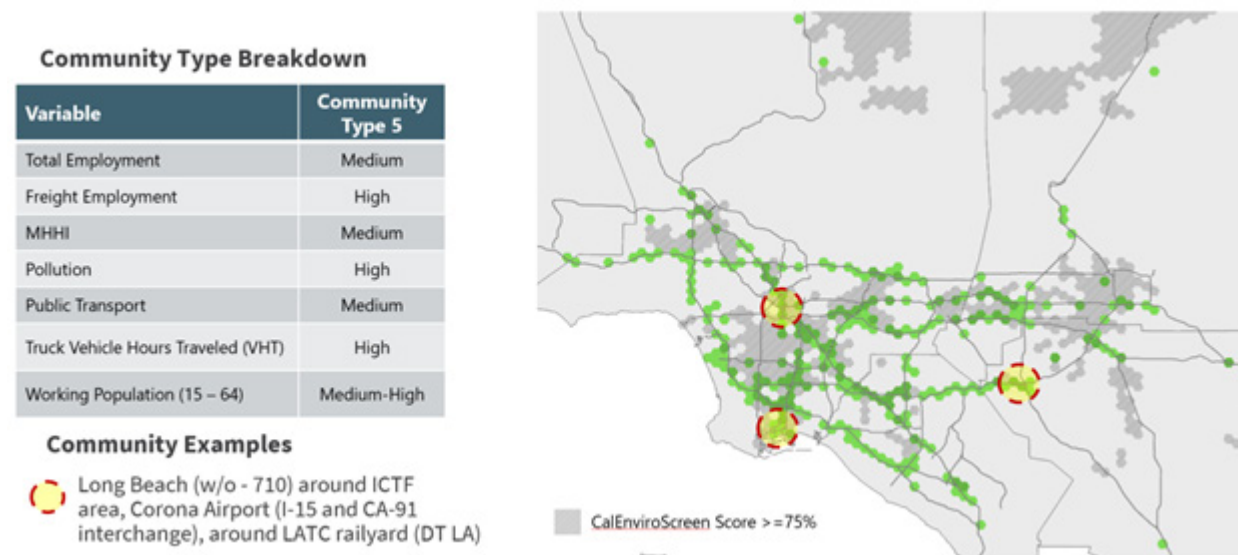 Community Type Breakdown
Variable Community Type 5
Total Employment Medium
Freight Employment High
MHHI Medium
Pollution High
Public Transport Medium
Truck Vehicle Hours Traveled (VHT) High
Working Population (15 – 64) Medium-High
Community Examples
Long Beach (w/o - 710) around ICTF
area, Corona Airport (I-15 and CA-91
interchange), around LATC railyard (DT LA)
CalEnviroScreen Score >=75%